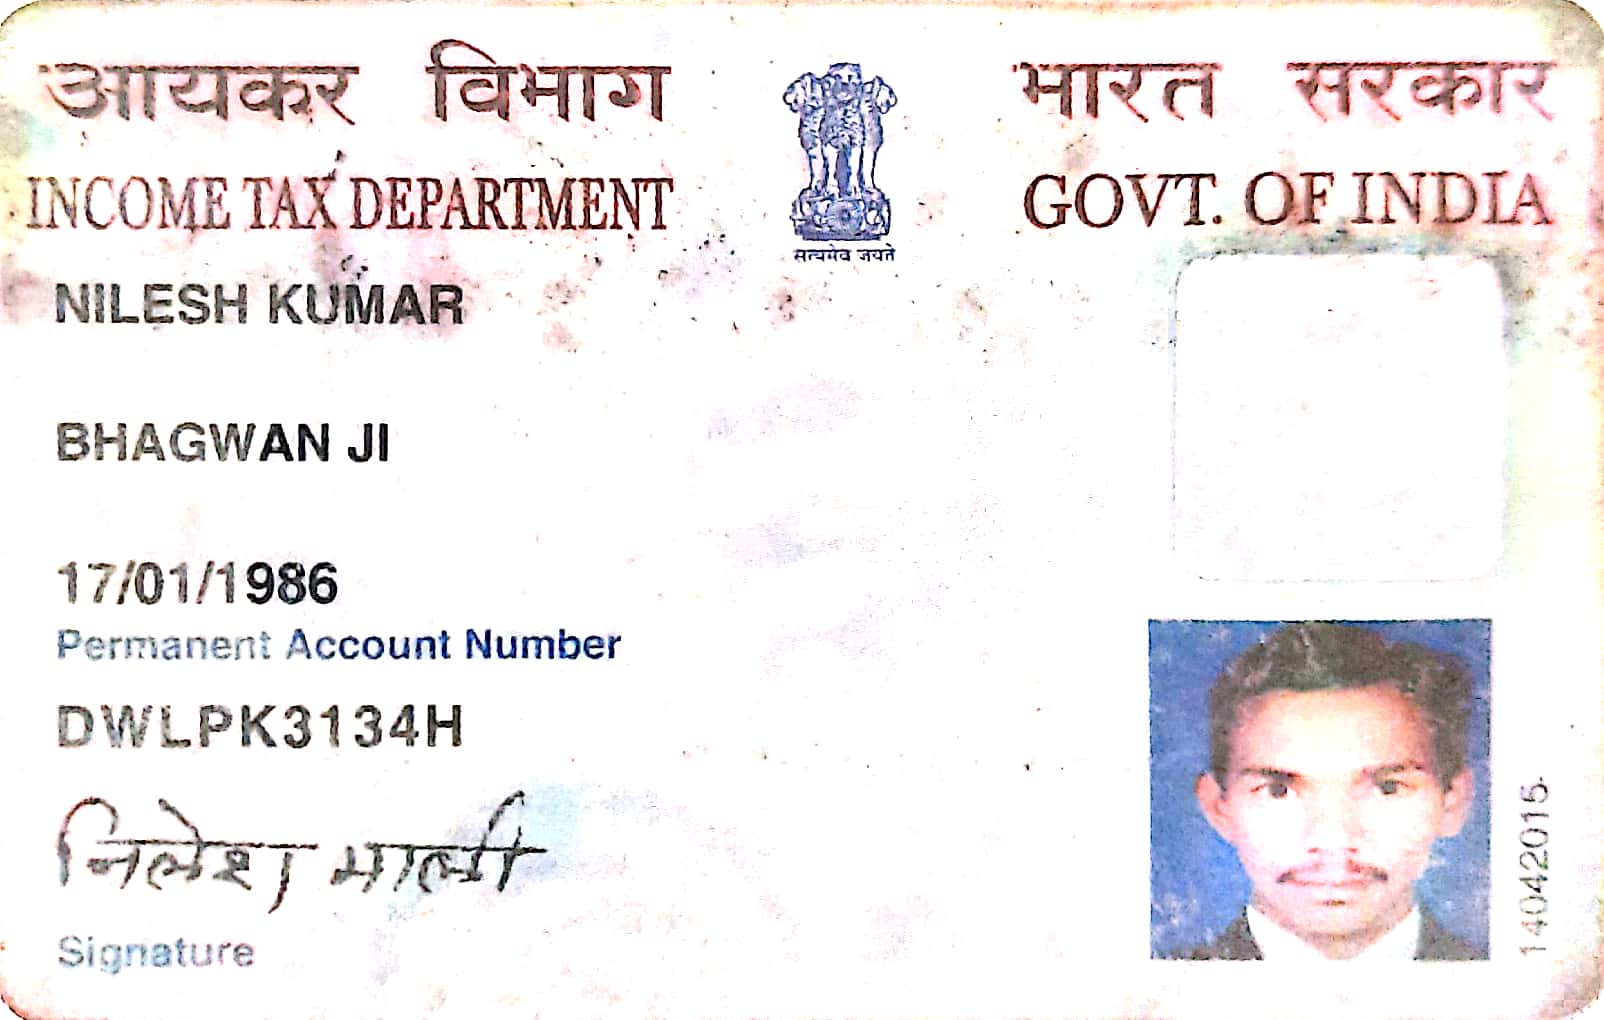 आयकर विभाग
INCOME TAX DEPARTMENT
सत्यमेव जयते
भारत सरकार
GOVT. OF INDIA
NILESH KUMAR
BHAGWAN JI
17/01/1986
Permanent Account Number
DWLPK3134H
निलेश माली
Signature
14042015